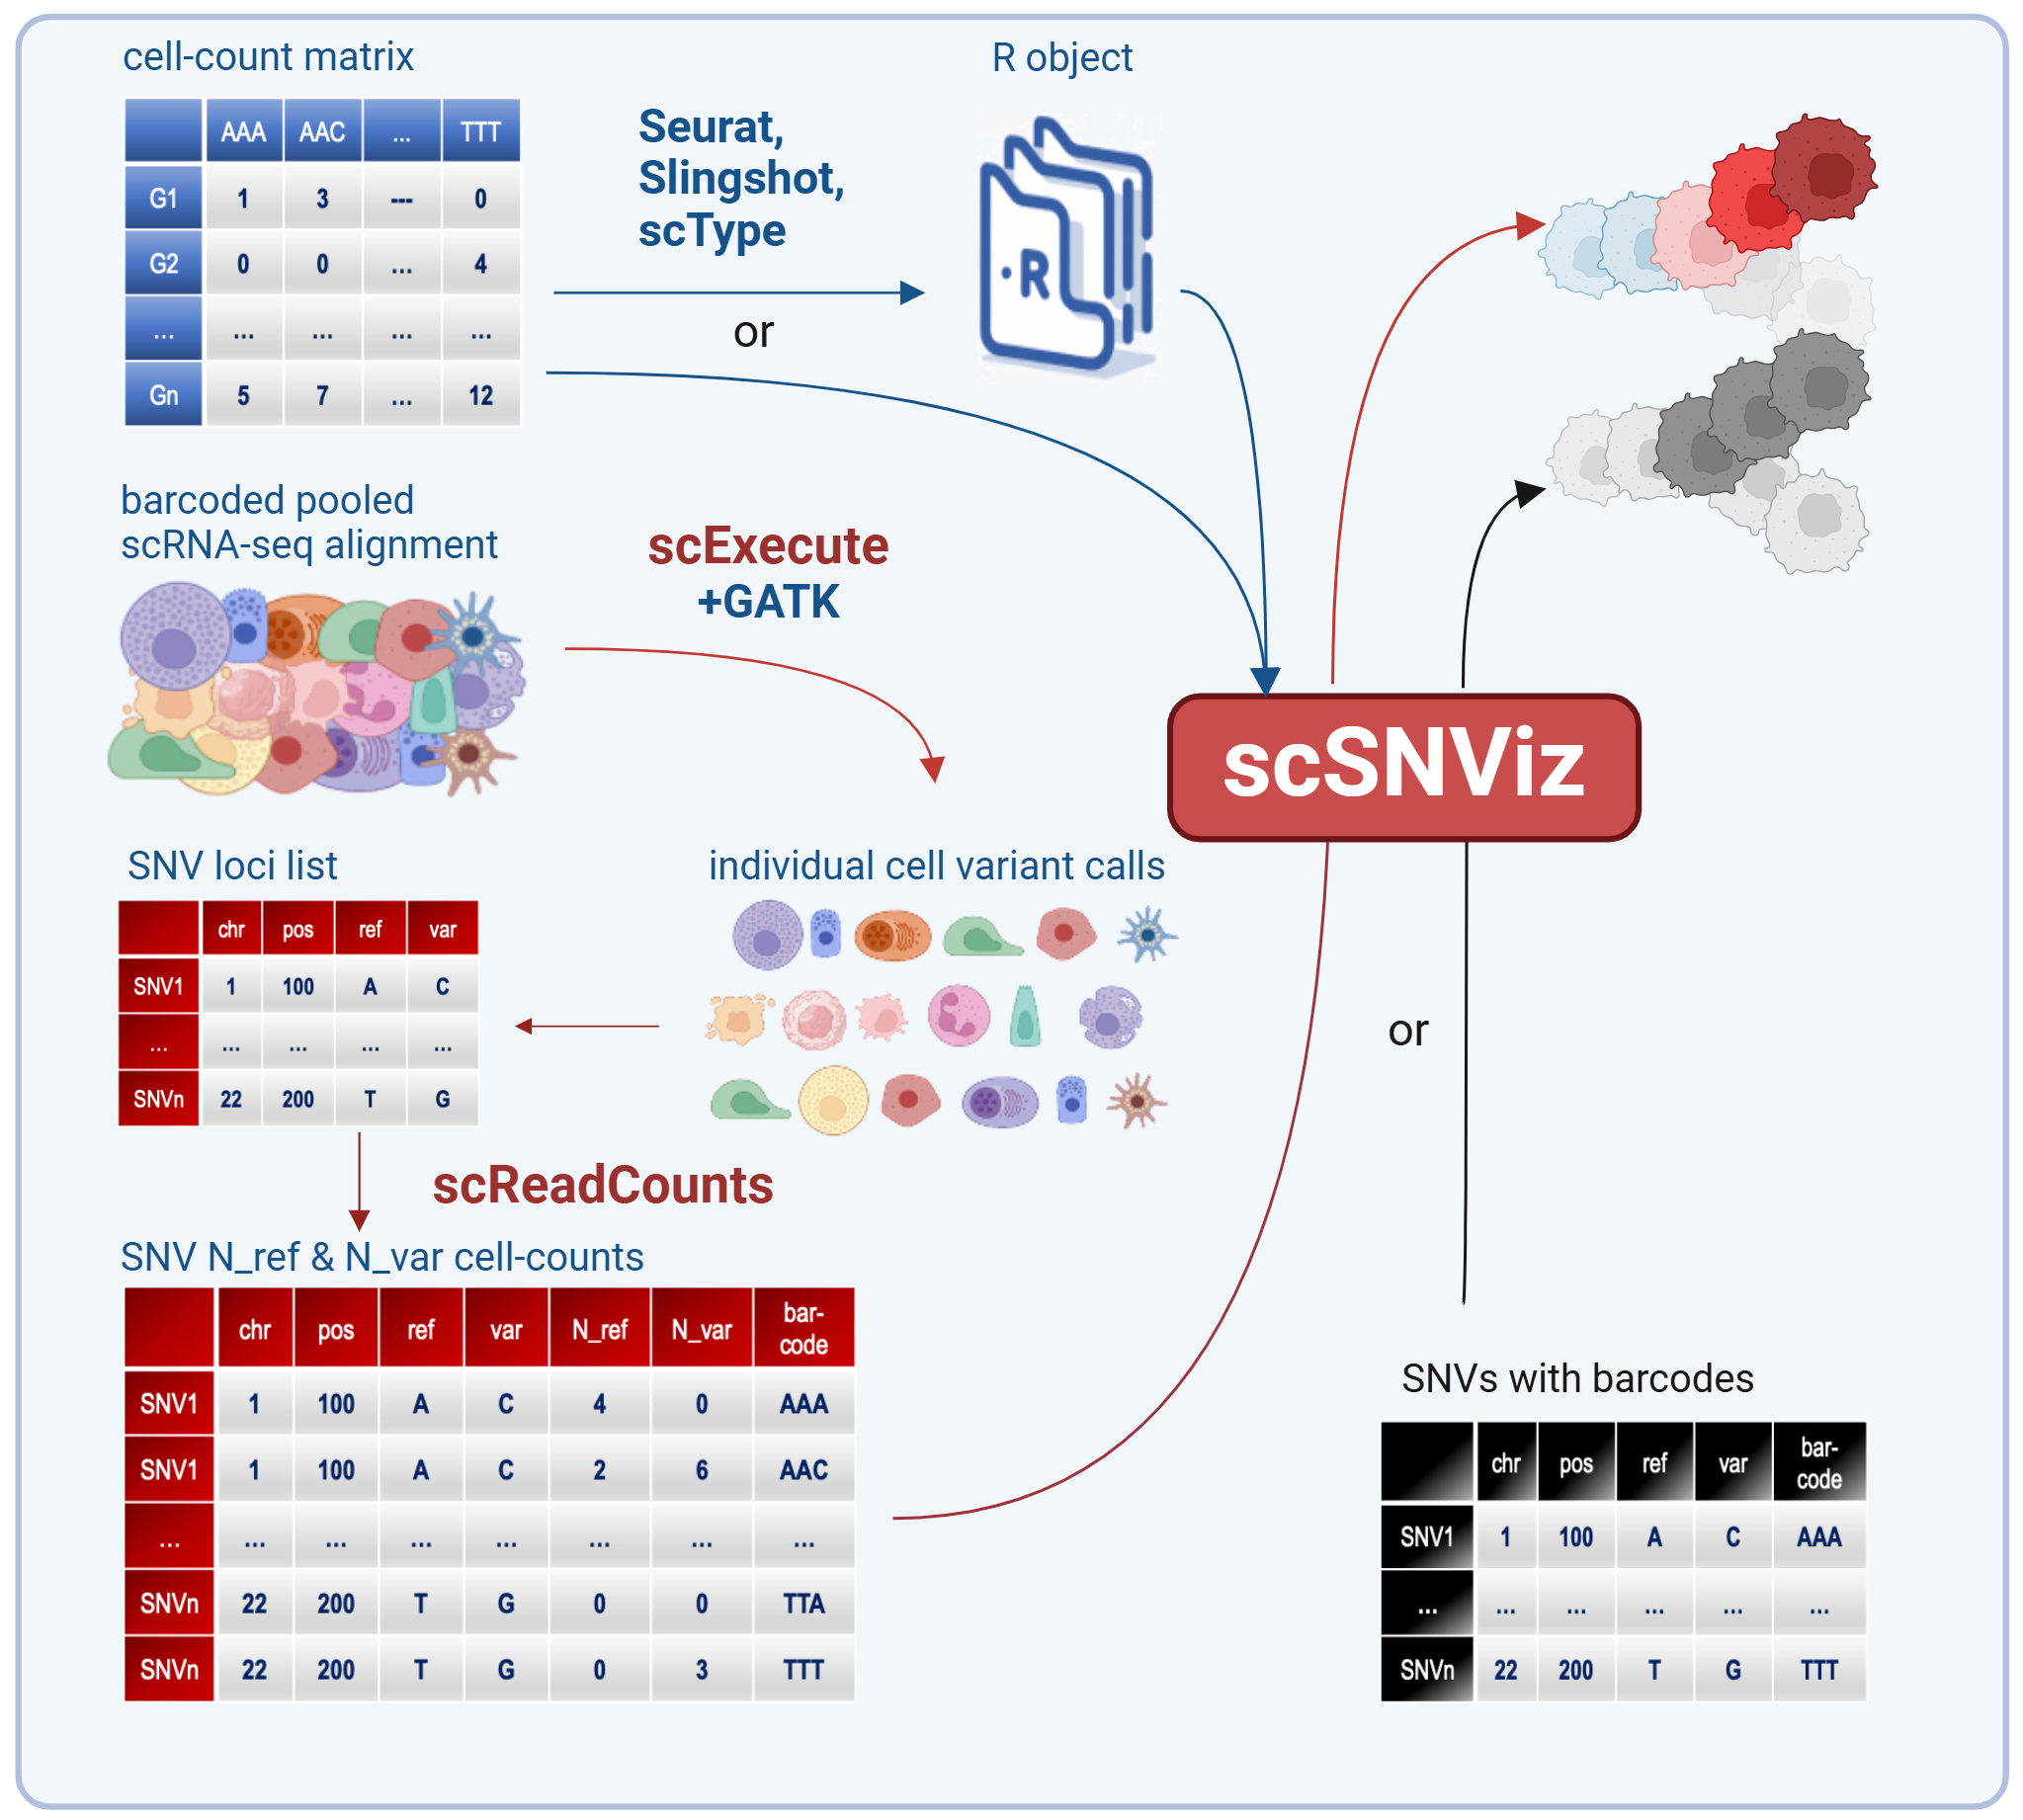 cell-count matrix
AAA AAC ... TTT
G1 1 3 --- 0
G2 0 0 ... 4
... ... ... ... ...
Gn 5 7 ... 12
Seurat,
Slingshot,
scType
or
R object
·R
barcoded pooled
scRNA-seq alignment
scExecute
+GATK
scSNViz
SNV loci list
chr pos ref var
SNV1 1 100 A C
... ... ... ... ...
SNVn 22 200 T G
individual cell variant calls
or
scReadCounts
SNV N_ref & N_var cell-counts
chr pos ref var N_ref N_var bar-
code
SNV1 1 100 A C 4 0 AAA
SNV1 1 100 A C 2 6 AAC
... ... ... ... ... ... ... ...
SNVn 22 200 T G 0 0 TTA
SNVn 22 200 T G 0 3 TTT
SNVs with barcodes
chr pos ref var bar-
code
SNV1 1 100 A C AAA
... ... ... ... ... ...
SNVn 22 200 T G TTT